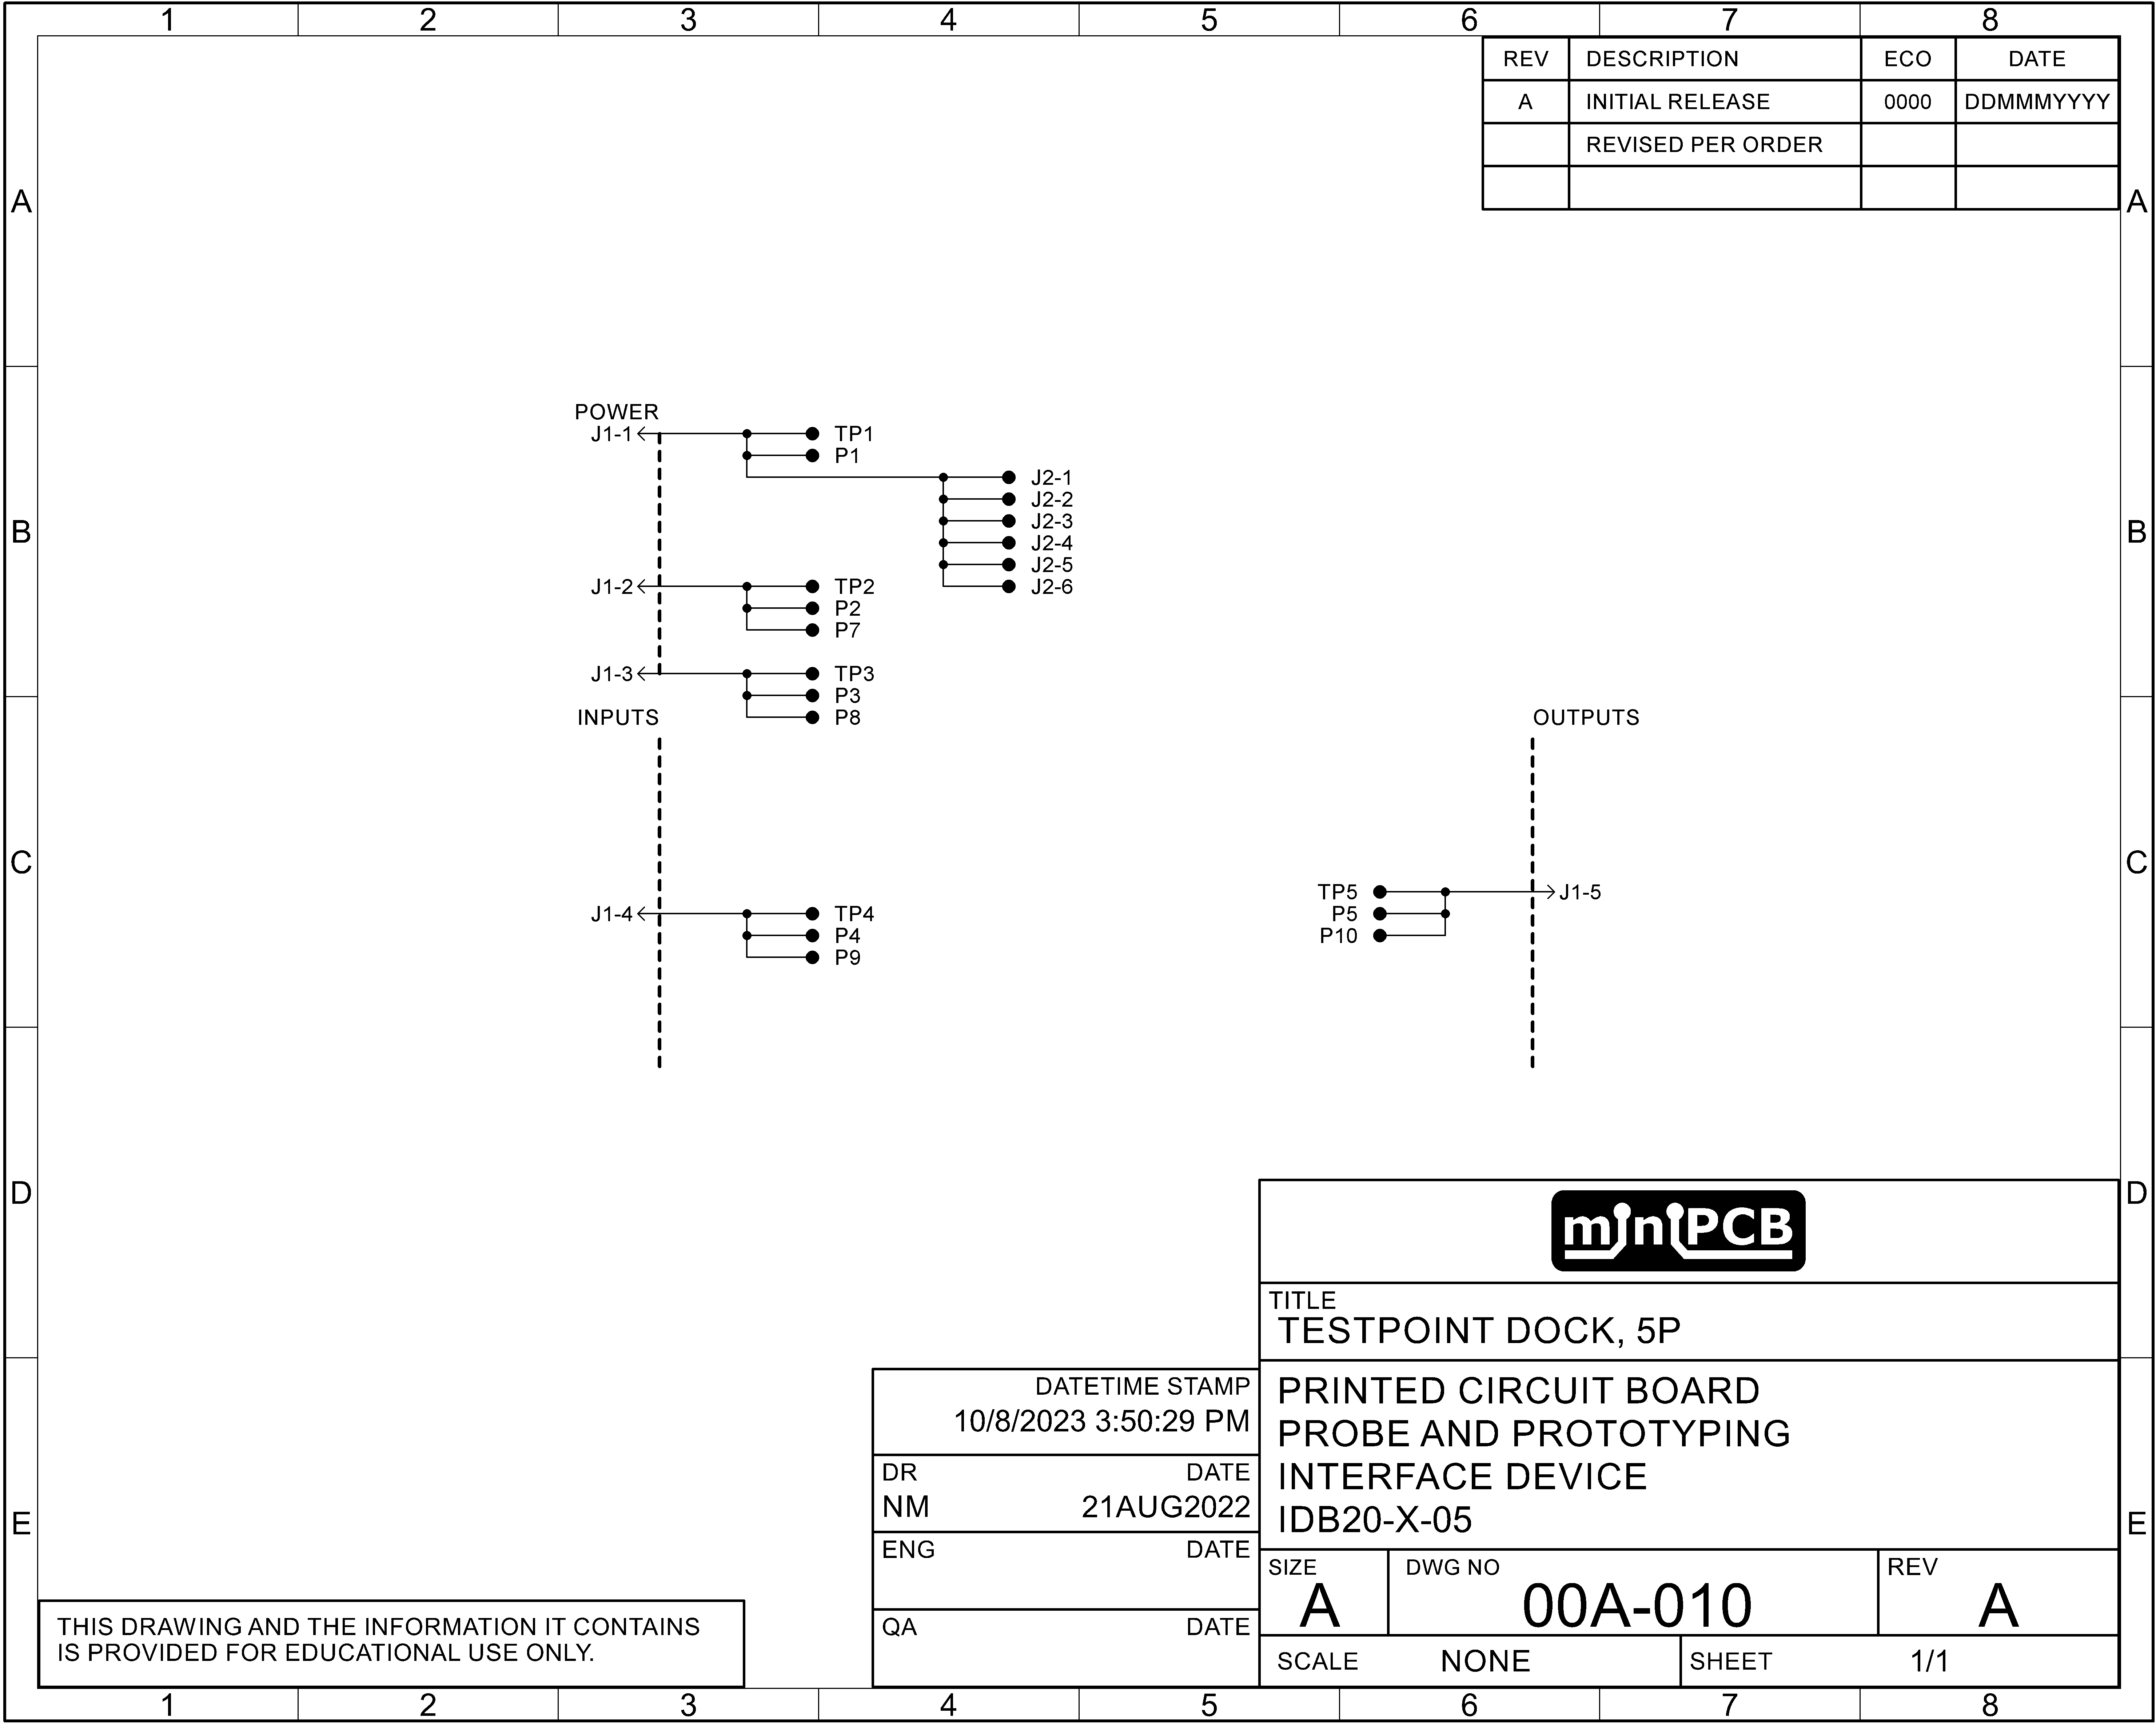 1 2 3 4 5 6 7 8
REV DESCRIPTION ECO DATE
A INITIAL RELEASE 0000 DDMMMYYYY
REVISED PER ORDER
A A
POWER
J1-1 TP1
P1
J2-1
J2-2
J2-3
B B
J2-4
J2-5
J1-2 TP2 J2-6
P2
P7
J1-3 TP3
P3
INPUTS P8 OUTPUTS
C C
TP5 J1-5
J1-4 TP4 P5
P4 P10
P9
D D
miniPCB
TITLE
TESTPOINT DOCK, 5P
PRINTED CIRCUIT BOARD
PROBE AND PROTOTYPING
INTERFACE DEVICE
IDB20-X-05
DATETIME STAMP
10/8/2023 3:50:29 PM
DR DATE
NM 21AUG2022
E E
ENG DATE
QA DATE
SIZE DWG NO REV
A 00A-010 A
SCALE NONE SHEET 1/1
THIS DRAWING AND THE INFORMATION IT CONTAINS
IS PROVIDED FOR EDUCATIONAL USE ONLY.
1 2 3 4 5 6 7 8